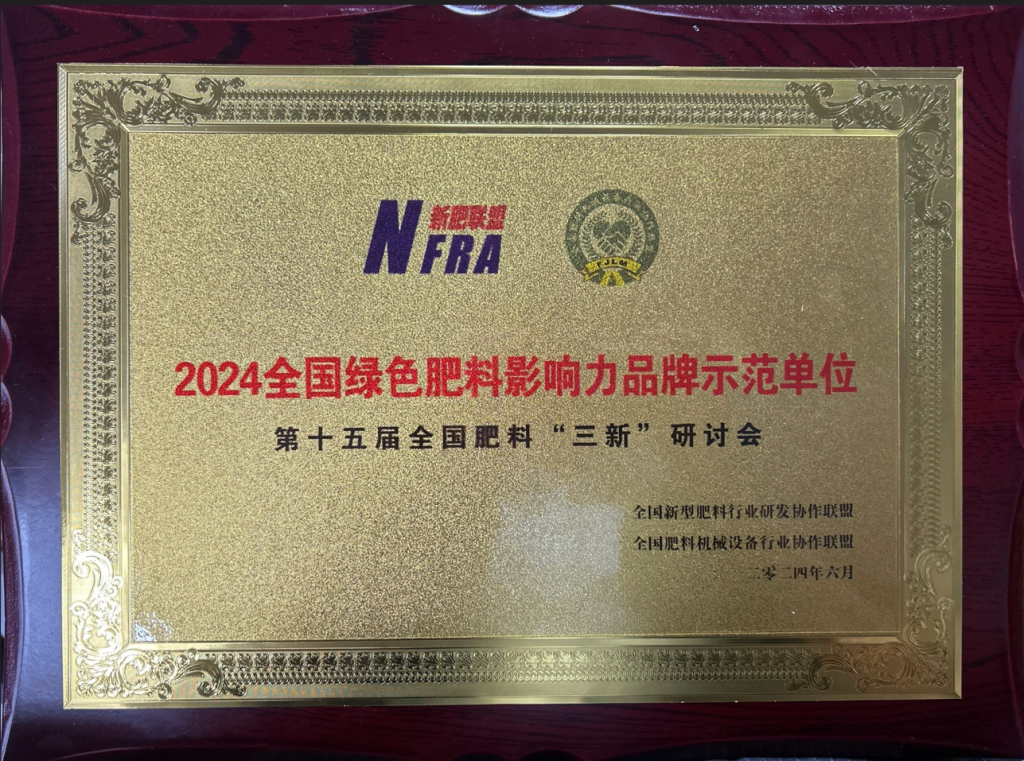 新肥联盟
NFRA
FJLM
2024全国绿色肥料影响力品牌示范单位
第十五届全国肥料“三新”研讨会
全国新型肥料行业研发协作联盟
全国肥料机械设备行业协作联盟
二零二四年六月